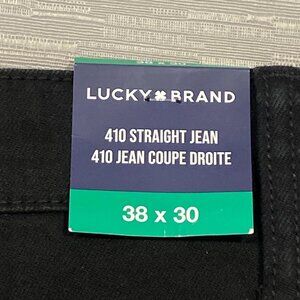 LUCKY BRAND
410 STRAIGHT JEAN
410 JEAN COUPE DROITE
38 x 30